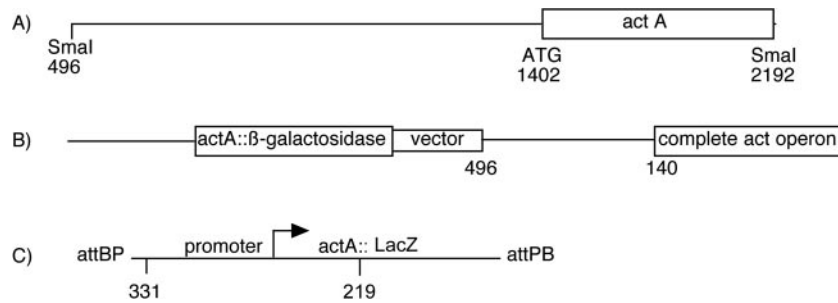 A)
act A
SmaI
496
ATG
1402
SmaI
2192
B)
actA::ß-galactosidase
vector
complete act operon
496
140
C)
attBP
promoter
actA:: LacZ
attPB
331
219